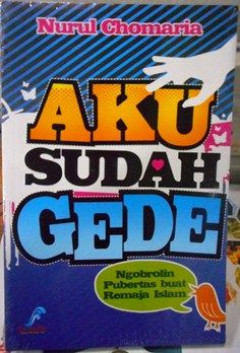 Nurul Chomaria
AKU
SUDAH
GEDE
Ngobrolin
Pubertas buat
Remaja Islam